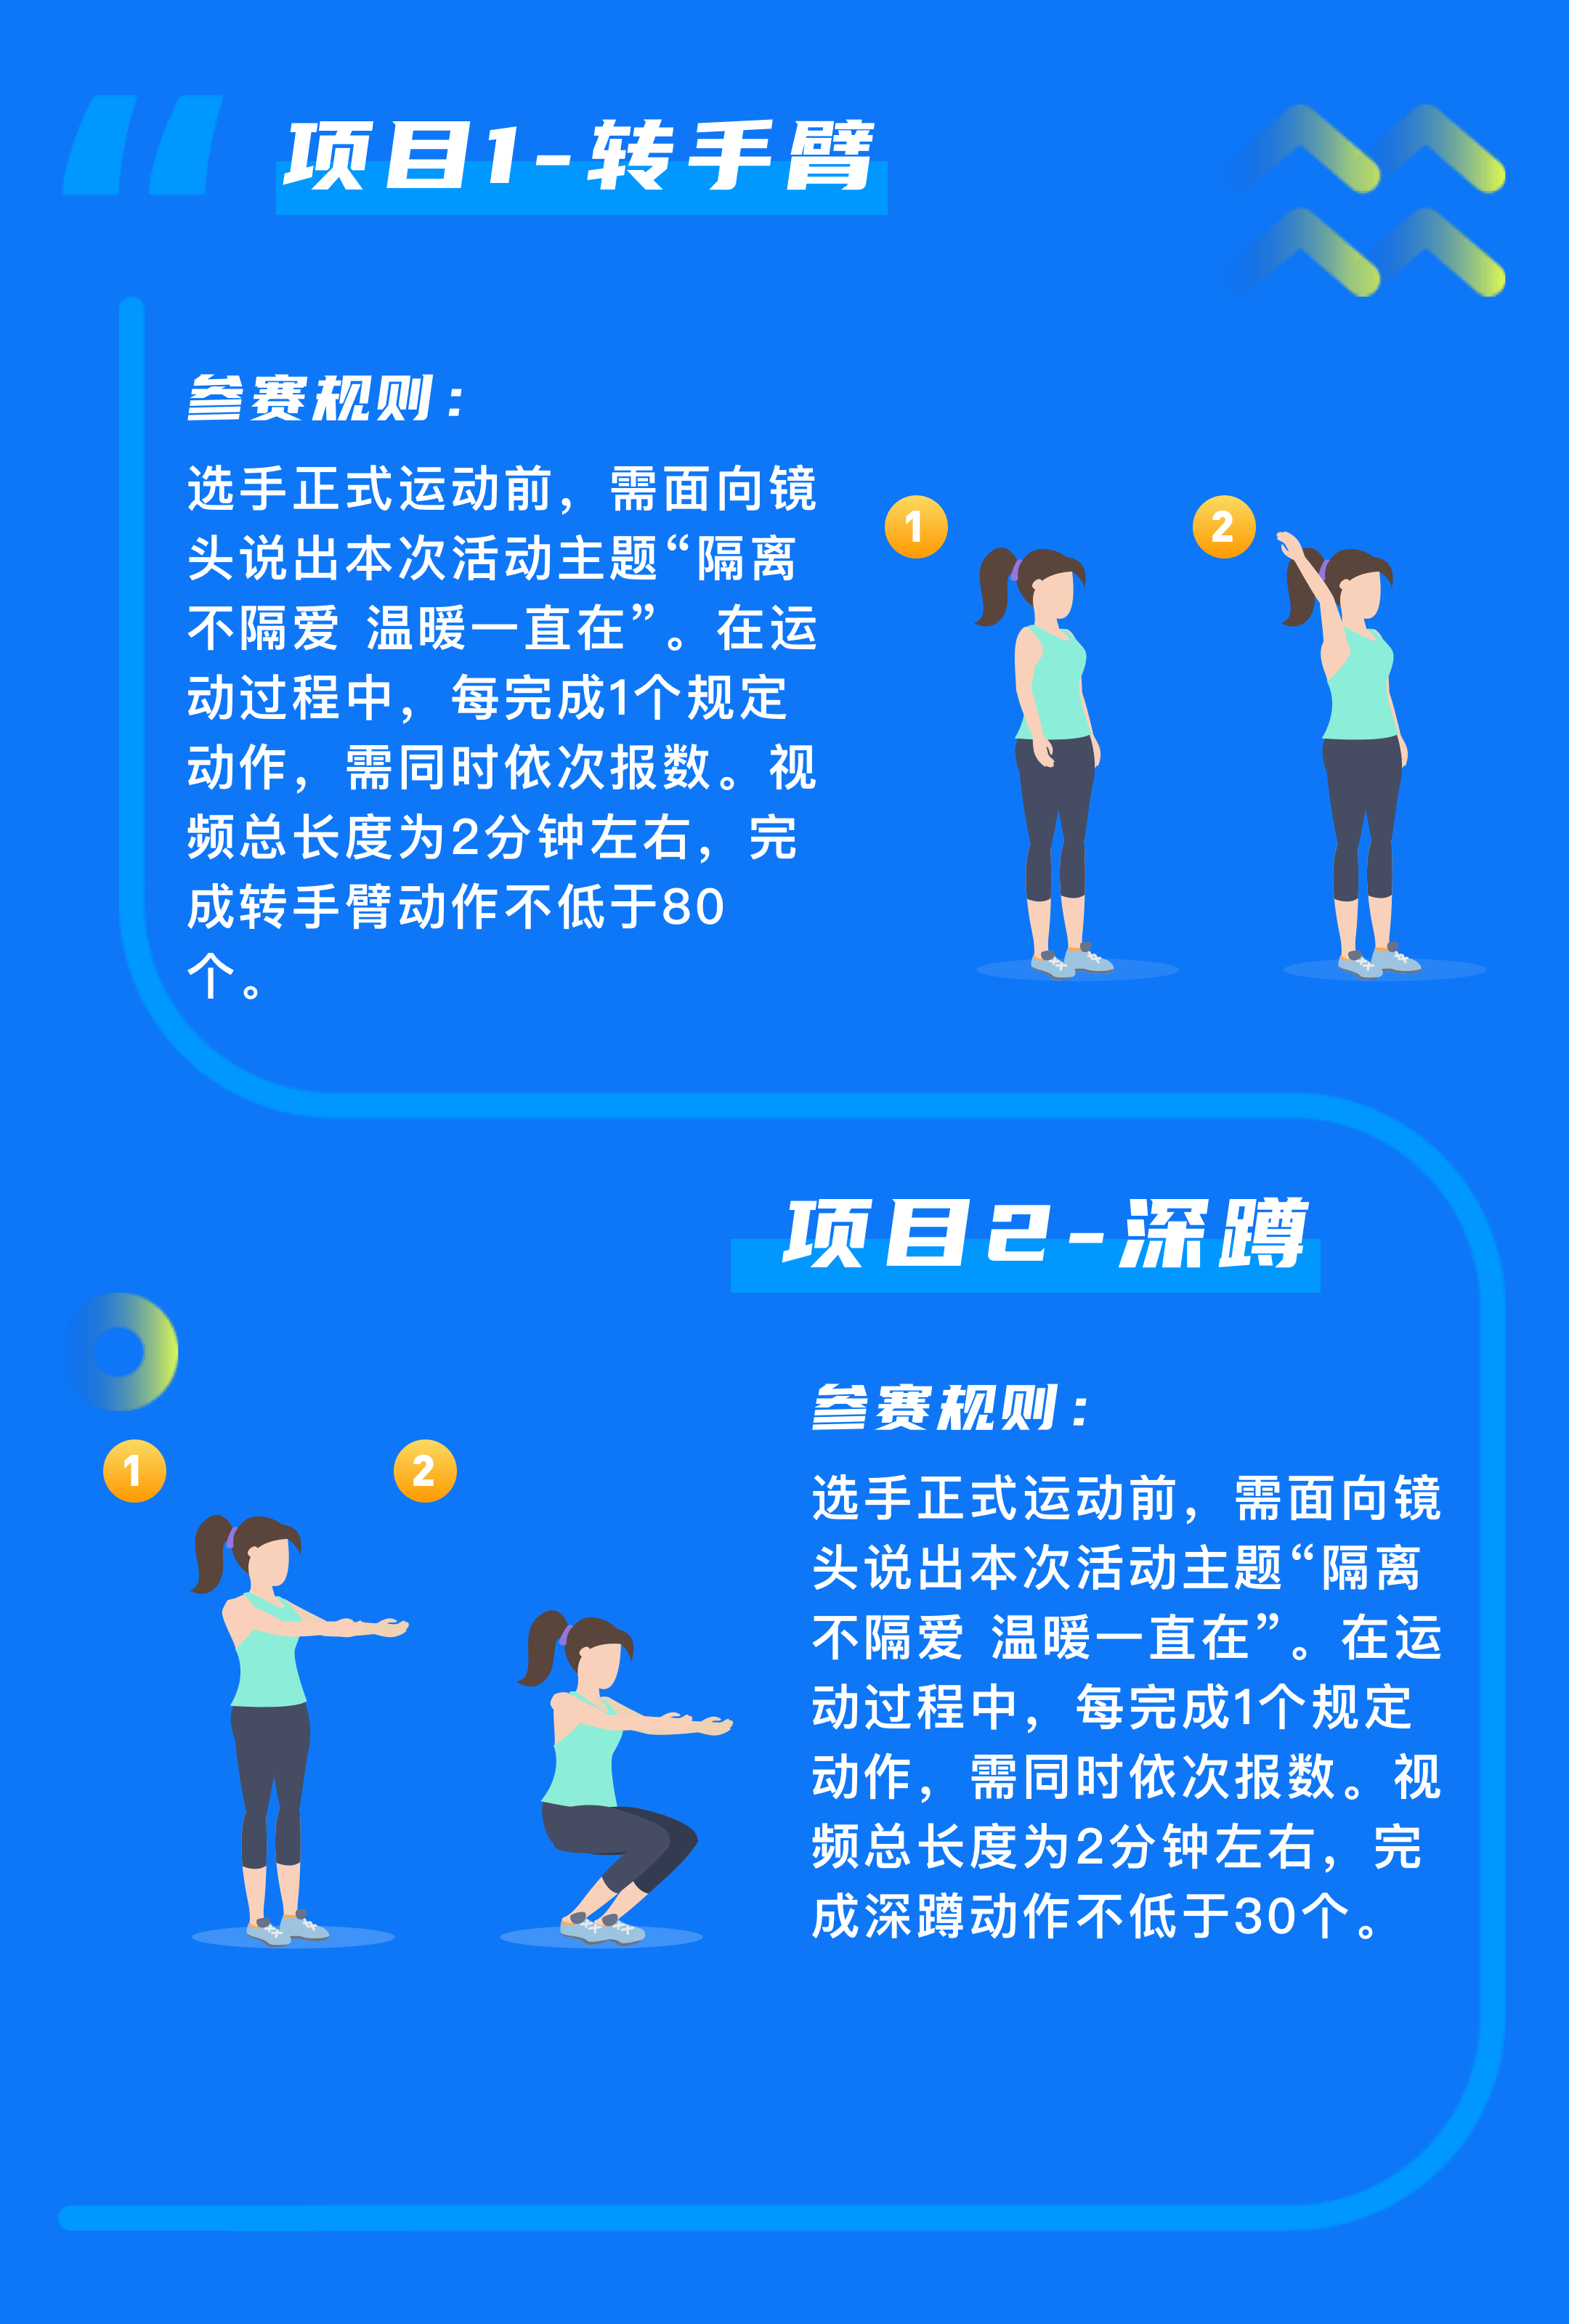 项目1-转手臂
参赛规则：
选手正式运动前，需面向镜
头说出本次活动主题“隔离
不隔爱 温暖一直在”。在运
动过程中，每完成1个规定
动作，需同时依次报数。视
频总长度为2分钟左右，完
成转手臂动作不低于80
个。
1
2
项目2-深蹲
1
2
参赛规则：
选手正式运动前，需面向镜
头说出本次活动主题“隔离
不隔爱 温暖一直在”。在运
动过程中，每完成1个规定
动作，需同时依次报数。视
频总长度为2分钟左右，完
成深蹲动作不低于30个。